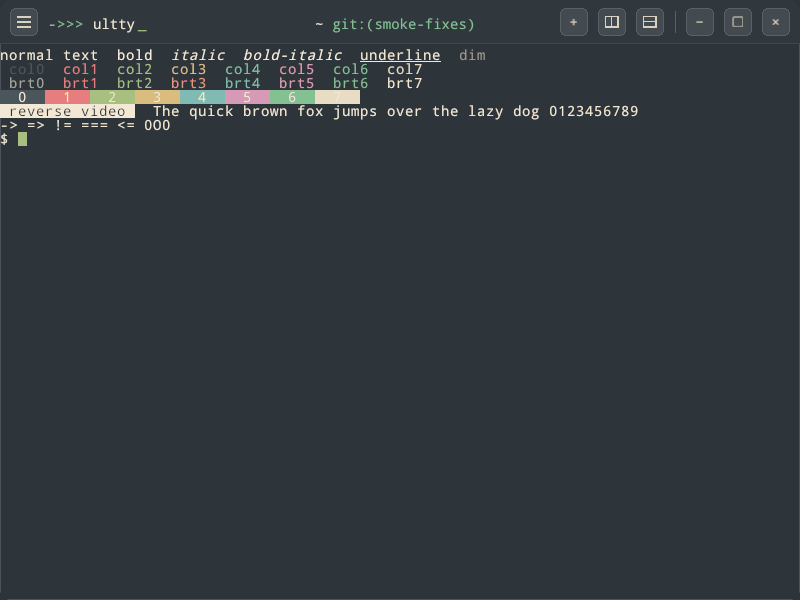 ->>> ultty_
~ git:(smoke-fixes)
normal text bold italic bold-italic underline dim
col0 col1 col2 col3 col4 col5 col6 col7
brt0 brt1 brt2 brt3 brt4 brt5 brt6 brt7
0 1 2 3 4 5 6 7
reverse video The quick brown fox jumps over the lazy dog 0123456789
-> => != === <= OOO
$